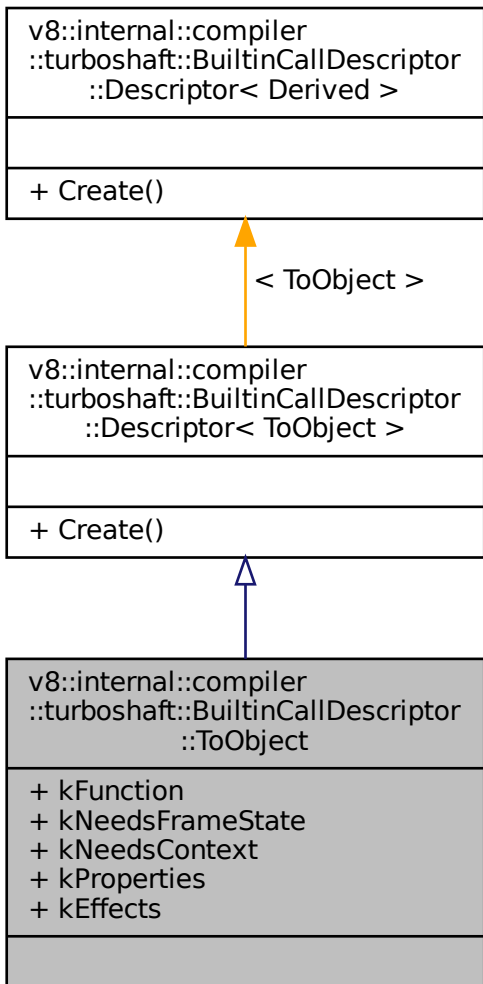 v8::internal::compiler
::turboshaft::BuiltinCallDescriptor
::Descriptor< Derived >
+ Create()
< ToObject >
v8::internal::compiler
::turboshaft::BuiltinCallDescriptor
::Descriptor< ToObject >
+ Create()
v8::internal::compiler
::turboshaft::BuiltinCallDescriptor
::ToObject
+ kFunction
+ kNeedsFrameState
+ kNeedsContext
+ kProperties
+ kEffects